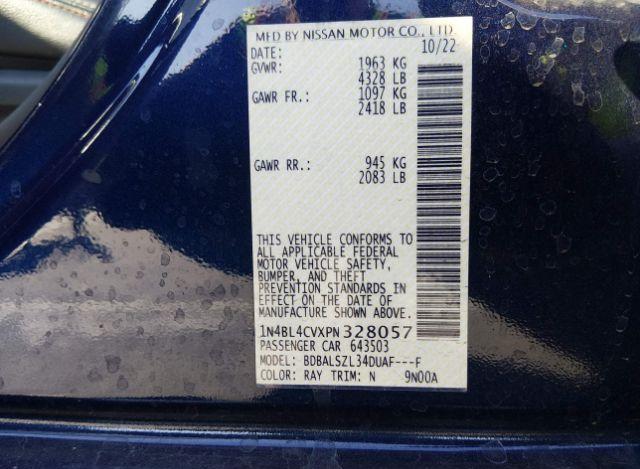 MFD BY NISSAN MOTOR CO., LTD
DATE: 10/22
GVWR: 1963 KG
4328 LB
GAWR FR.: 1097 KG
2418 LB
GAWR RR.: 945 KG
2083 LB
THIS VEHICLE CONFORMS TO
ALL APPLICABLE FEDERAL
MOTOR VEHICLE SAFETY,
BUMPER, AND THEFT
PREVENTION STANDARDS IN
EFFECT ON THE DATE OF
MANUFACTURE SHOWN ABOVE.
1N4BL4CVXPN328057
PASSENGER CAR 643503
MODEL: BDBALSZL34DUAF---F
COLOR: RAY TRIM: N 9N00A